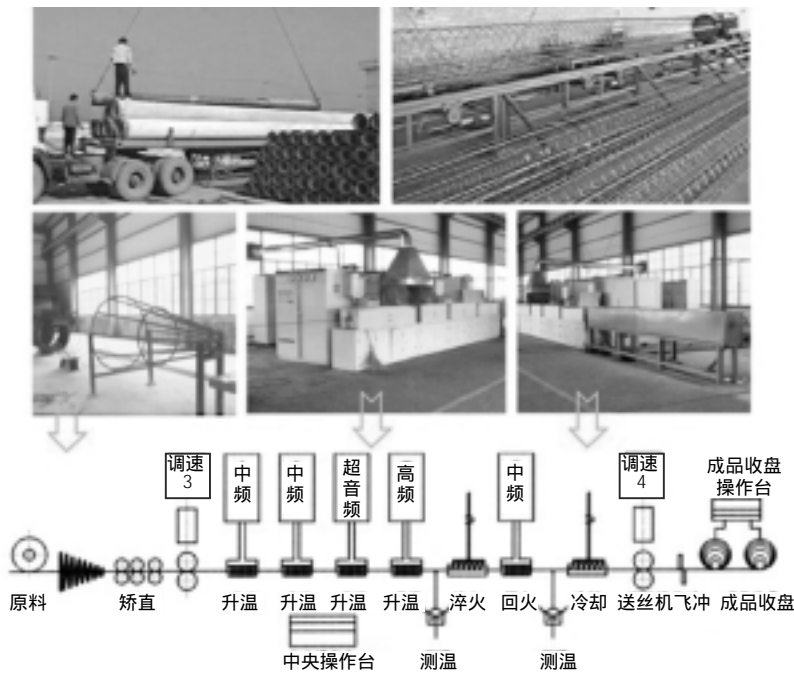 调速
3
中
频
中
频
超
音
频
高
频
中
频
调速
4
成品收盘
操作台
原料
矫直
升温
升温
升温
升温
淬火
回火
冷却
送丝机
飞冲
成品收盘
中央操作台
测温
测温